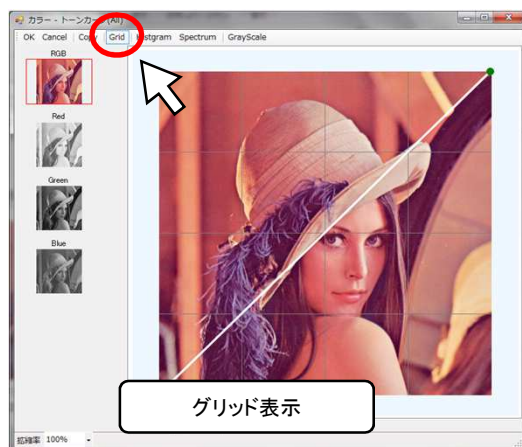 カラー - トーンカーブ (All)
OK Cancel Copy Grid Histgram Spectrum GrayScale
RGB
Red
Green
Blue
グリッド表示
拡縮率 100%